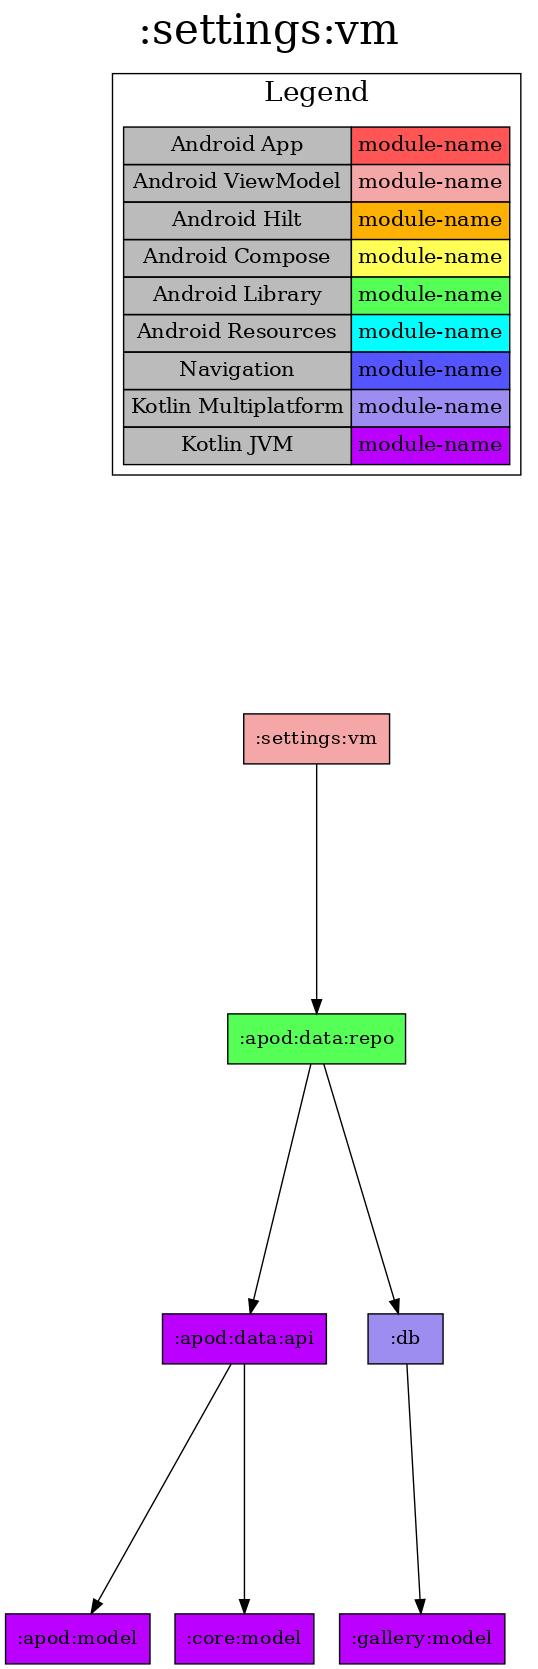 :settings:vm
Legend
Android App module-name
Android ViewModel module-name
Android Hilt module-name
Android Compose module-name
Android Library module-name
Android Resources module-name
Navigation module-name
Kotlin Multiplatform module-name
Kotlin JVM module-name
:settings:vm
:apod:data:repo
:apod:data:api :db
:apod:model :core:model :gallery:model